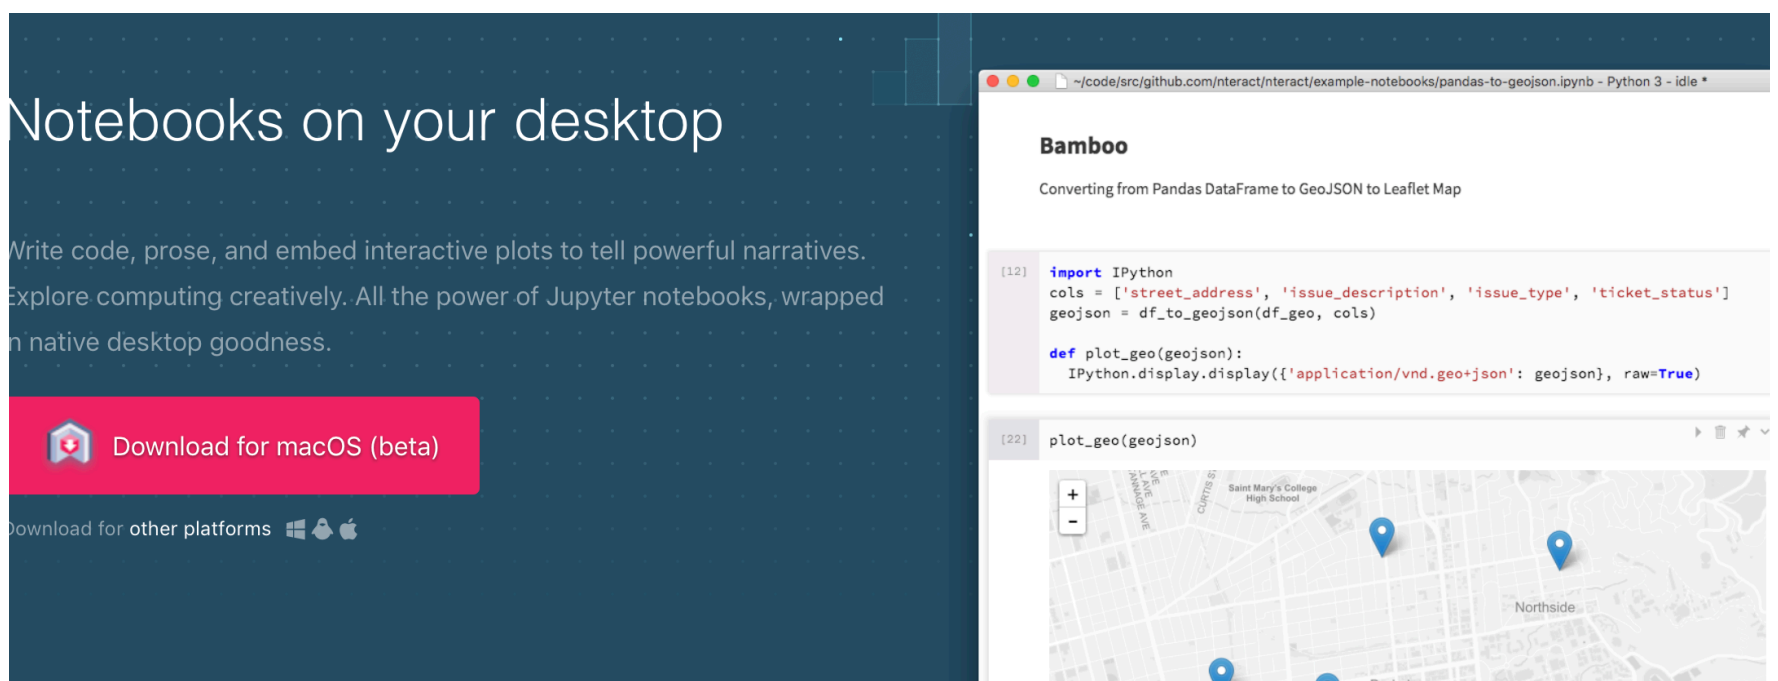 Notebooks on your desktop
Write code, prose, and embed interactive plots to tell powerful narratives.
Explore computing creatively. All the power of Jupyter notebooks, wrapped
in native desktop goodness.
Download for macOS (beta)
Download for other platforms
~/code/src/github.com/nteract/nteract/example-notebooks/pandas-to-geojson.ipynb - Python 3 - idle *
Bamboo
Converting from Pandas DataFrame to GeoJSON to Leaflet Map
[12]
import IPython
cols = ['street_address', 'issue_description', 'issue_type', 'ticket_status']
geojson = df_to_geojson(df_geo, cols)
def plot_geo(geojson):
IPython.display.display({'application/vnd.geo+json': geojson}, raw=True)
[22]
plot_geo(geojson)
+
-
CURTIS
Saint Mary's College
High School
Northside